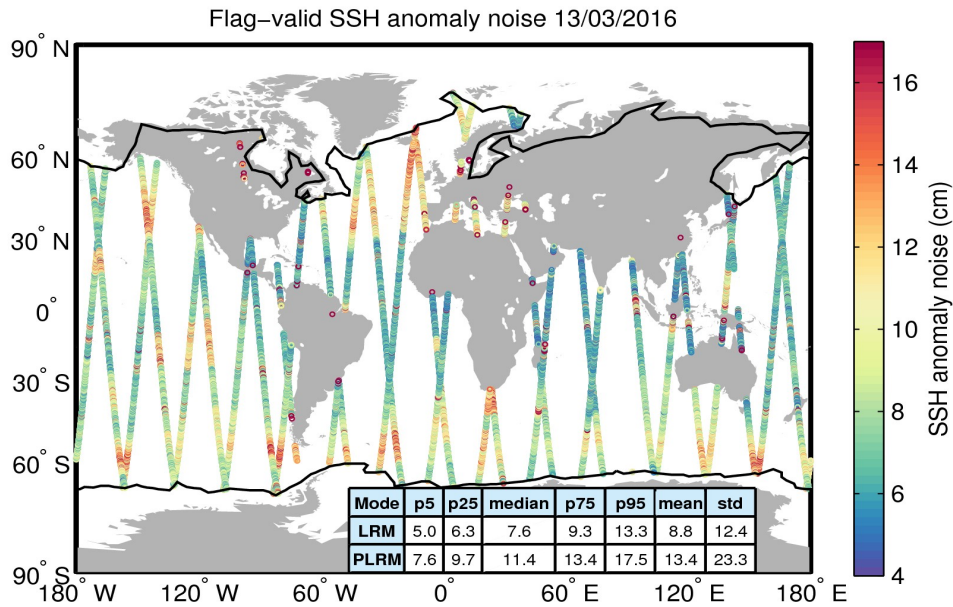 Flag−valid SSH anomaly noise 13/03/2016
90° N
60° N
30° N
0°
30° S
60° S
90° S
180° W
120° W
60° W
0°
60° E
120° E
180° E
Mode p5 p25 median p75 p95 mean std
LRM 5.0 6.3 7.6 9.3 13.3 8.8 12.4
PLRM 7.6 9.7 11.4 13.4 17.5 13.4 23.3
16
14
12
10
8
6
4
SSH anomaly noise (cm)